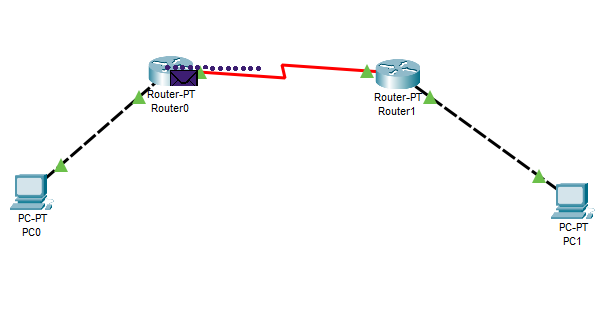 Router-PT
Router0
Router-PT
Router1
PC-PT
PC0
PC-PT
PC1